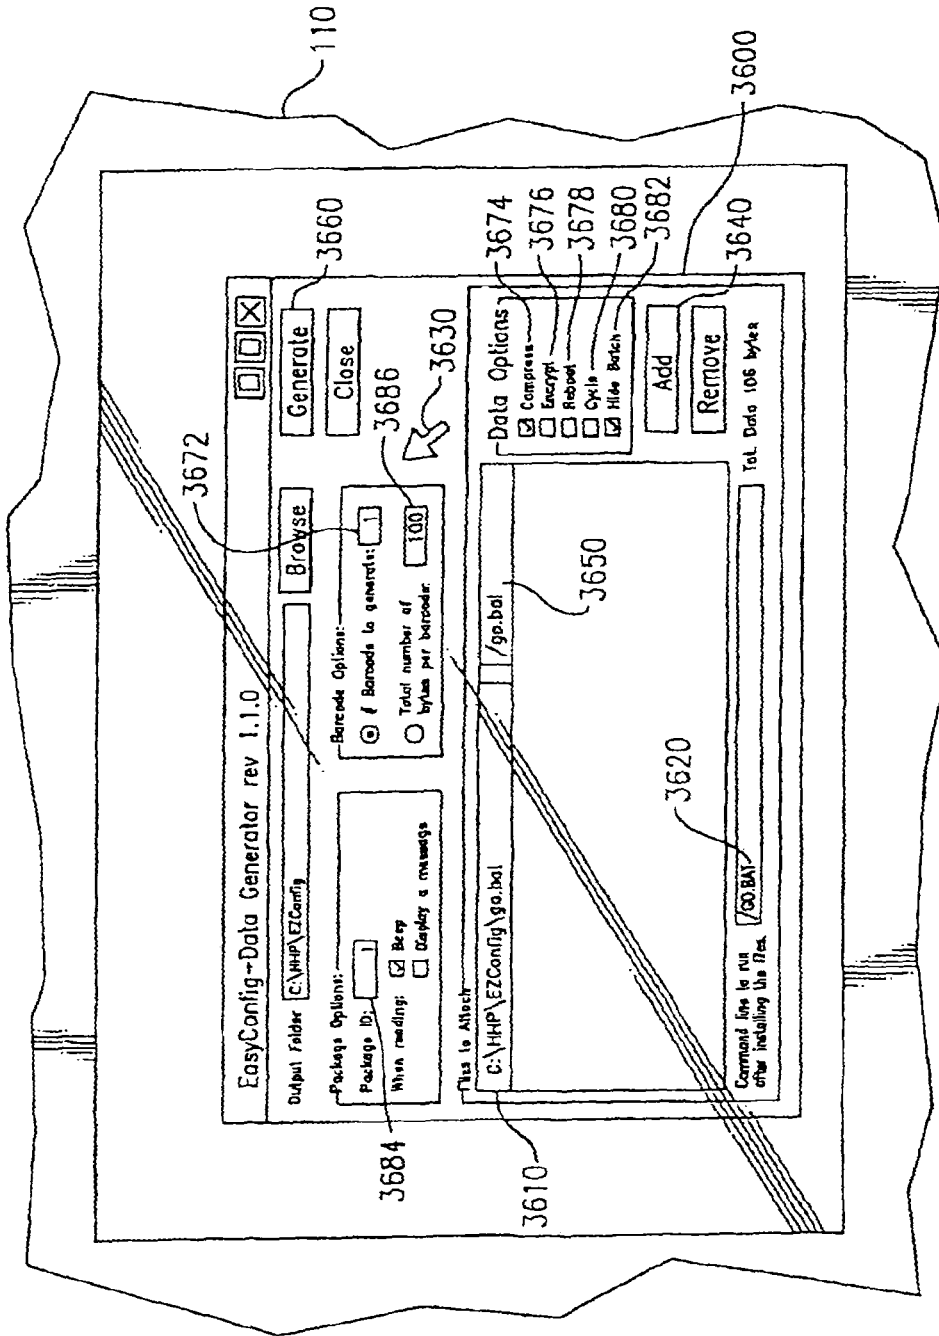 110
EasyConfig-Data Generator rev 1.1.0
Output Folder C:\HHP\EZConfig Browse Generate
3660
Close
Package Options:
Package ID: 1
When reading: Beep
Display a message
3684
Barcode Options:
# Barcodes to generate: 1
Total number of
bytes per barcode: 100
3672
3686
3630
Files to Attach
C:\HHP\EZConfig\go.bat /go.bat
3610
3650
Data Options
Compress
Encrypt
Reboot
Cycle
Hide Batch
3674
3676
3678
3680
3682
Add
3640
Remove
Command line to run
after installing the files.
/GO.BAT
3620
Tot. Data 106 bytes
3600